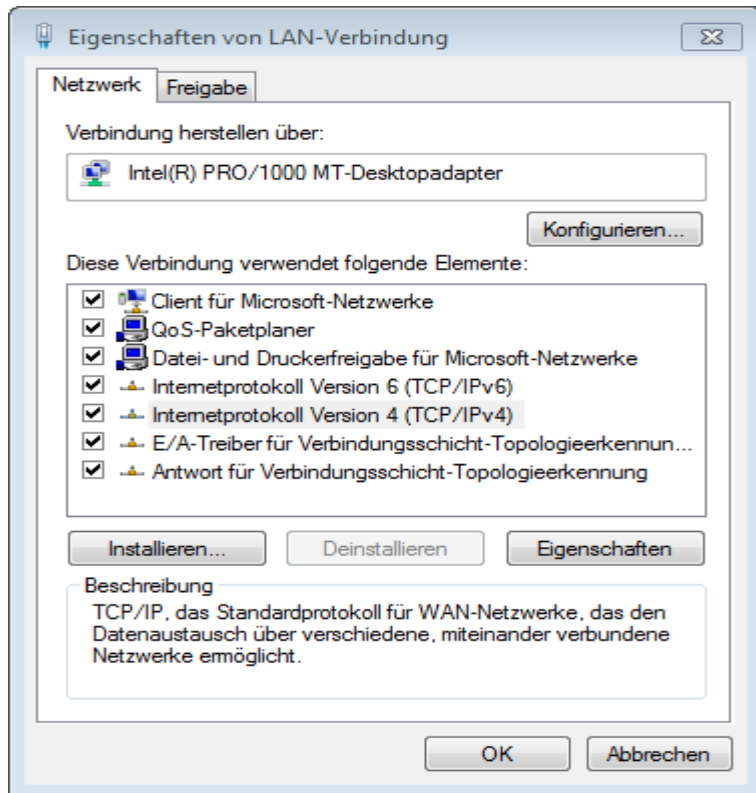 Eigenschaften von LAN-Verbindung
Netzwerk
Freigabe
Verbindung herstellen über:
Intel(R) PRO/1000 MT-Desktopadapter
Konfigurieren...
Diese Verbindung verwendet folgende Elemente:
Client für Microsoft-Netzwerke
QoS-Paketplaner
Datei- und Druckerfreigabe für Microsoft-Netzwerke
Internetprotokoll Version 6 (TCP/IPv6)
Internetprotokoll Version 4 (TCP/IPv4)
E/A-Treiber für Verbindungsschicht-Topologieerkennun...
Antwort für Verbindungsschicht-Topologieerkennung
Installieren...
Deinstallieren
Eigenschaften
Beschreibung
TCP/IP, das Standardprotokoll für WAN-Netzwerke, das den
Datenaustausch über verschiedene, miteinander verbundene
Netzwerke ermöglicht.
OK
Abbrechen